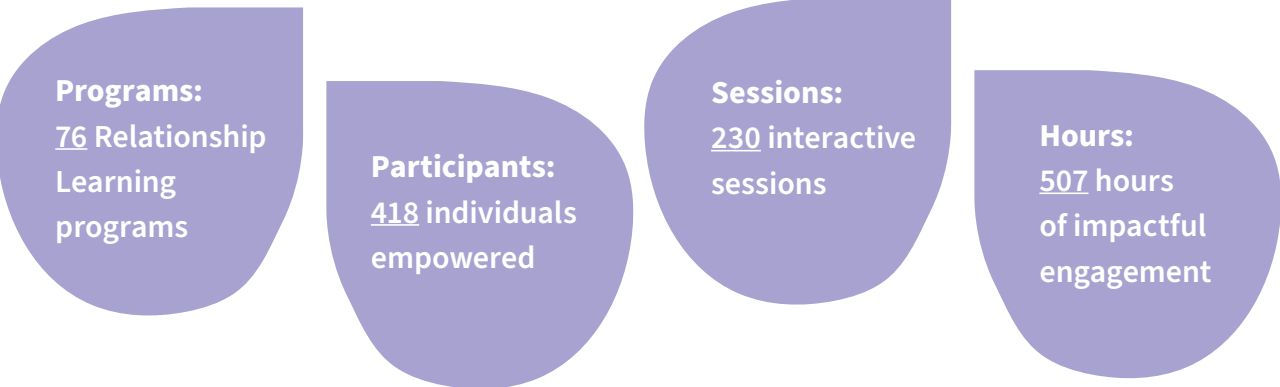 Programs:
76 Relationship
Learning
programs
Participants:
418 individuals
empowered
Sessions:
230 interactive
sessions
Hours:
507 hours
of impactful
engagement